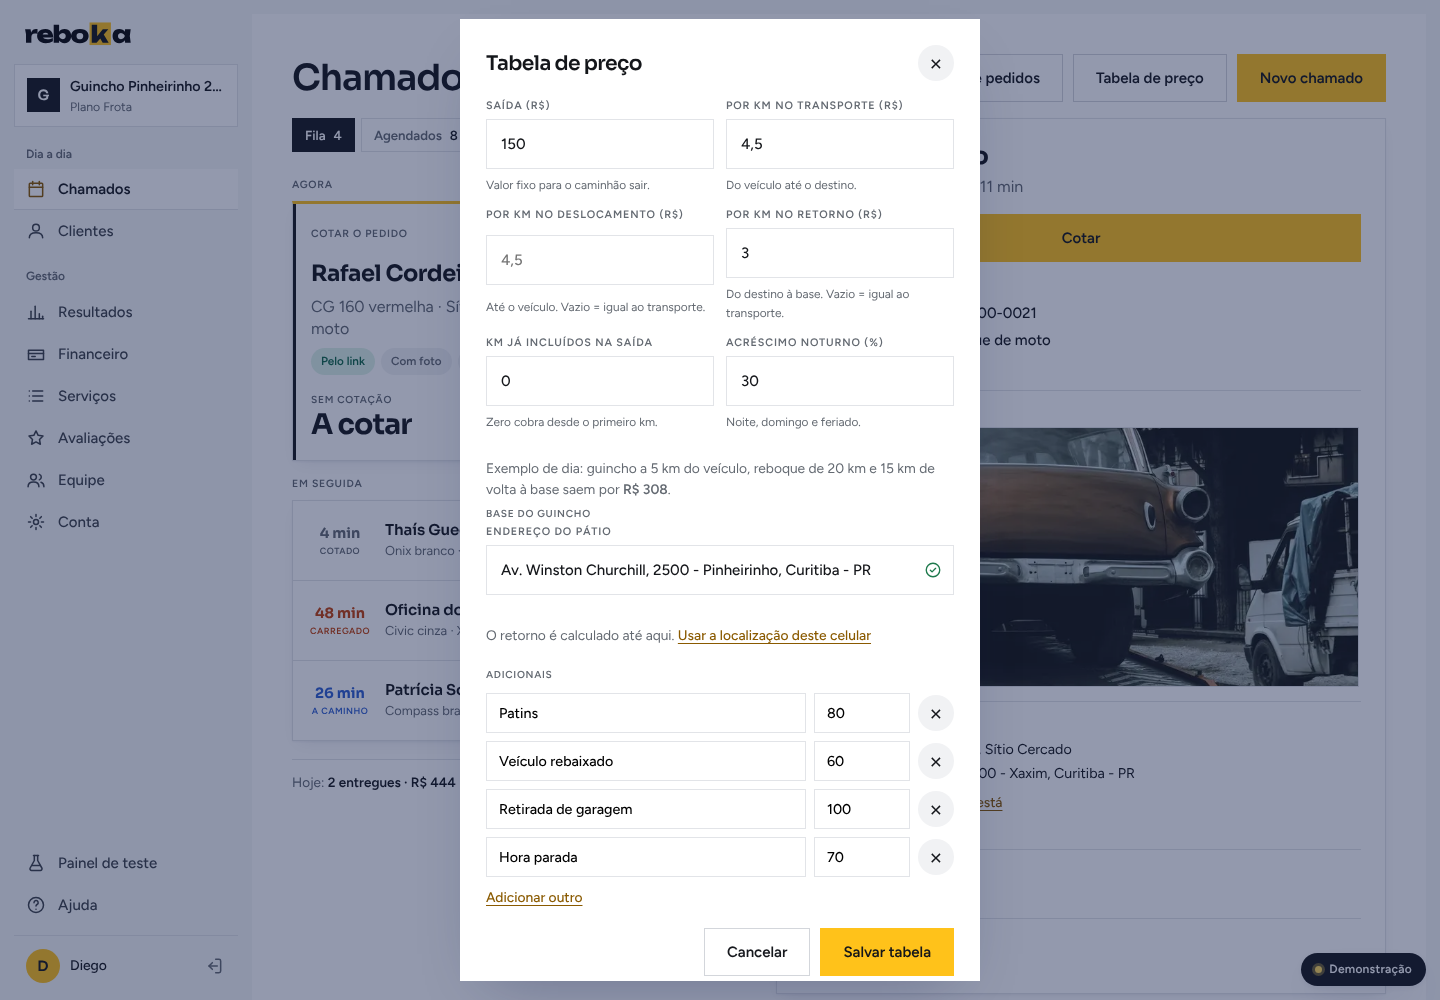 reboka
G
Guincho Pinheirinho 2...
Plano Frota
Dia a dia
Chamados
Clientes
Gestão
Resultados
Financeiro
Serviços
Avaliações
Equipe
Conta
Painel de teste
Ajuda
D
Diego
Chamado
pedidos
Tabela de preço
Novo chamado
Fila 4
Agendados 8
AGORA
COTAR O PEDIDO
Rafael Cordei
CG 160 vermelha · Sí
moto
Pelo link
Com foto
SEM COTAÇÃO
A cotar
EM SEGUIDA
4 min
COTADO
Thaís Gue
Onix branco
48 min
CARREGADO
Oficina do
Civic cinza ·
26 min
A CAMINHO
Patrícia So
Compass bra
Hoje: 2 entregues · R$ 444
Tabela de preço
SAÍDA (R$)
150
Valor fixo para o caminhão sair.
POR KM NO TRANSPORTE (R$)
4,5
Do veículo até o destino.
POR KM NO DESLOCAMENTO (R$)
4,5
Até o veículo. Vazio = igual ao transporte.
POR KM NO RETORNO (R$)
3
Do destino à base. Vazio = igual ao
transporte.
KM JÁ INCLUÍDOS NA SAÍDA
0
Zero cobra desde o primeiro km.
ACRÉSCIMO NOTURNO (%)
30
Noite, domingo e feriado.
Exemplo de dia: guincho a 5 km do veículo, reboque de 20 km e 15 km de
volta à base saem por R$ 308.
BASE DO GUINCHO
ENDEREÇO DO PÁTIO
Av. Winston Churchill, 2500 - Pinheirinho, Curitiba - PR
O retorno é calculado até aqui. Usar a localização deste celular
ADICIONAIS
Patins
80
Veículo rebaixado
60
Retirada de garagem
100
Hora parada
70
Adicionar outro
Cancelar
Salvar tabela
o
11 min
Cotar
00-0021
ue de moto
Sítio Cercado
00 - Xaxim, Curitiba - PR
está
Demonstração